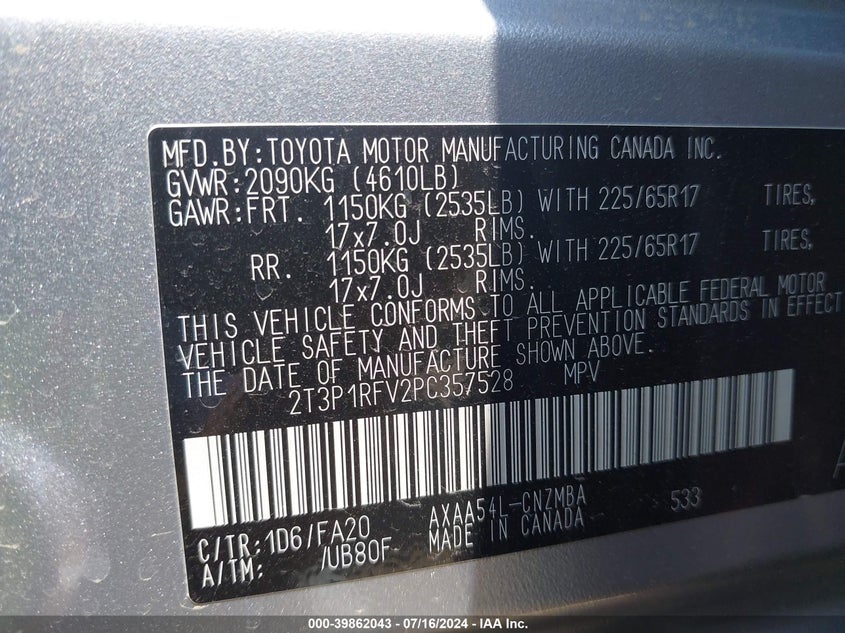 MFD.BY:TOYOTA MOTOR MANUFACTURING CANADA INC.
GVWR:2090KG (4610LB)
GAWR:FRT. 1150KG (2535LB) WITH 225/65R17 TIRES,
17x7.0J RIMS.
RR. 1150KG (2535LB) WITH 225/65R17 TIRES,
17x7.0J RIMS.
THIS VEHICLE CONFORMS TO ALL APPLICABLE FEDERAL MOTOR
VEHICLE SAFETY AND THEFT PREVENTION STANDARDS IN EFFECT
THE DATE OF MANUFACTURE SHOWN ABOVE.
2T3P1RFV2PC357528 MPV
C/TR:1D6/FA20 AXAA54L-CNZMBA 533
A/TM: /UB80F MADE IN CANADA
000-39862043 - 07/16/2024 - IAA Inc.